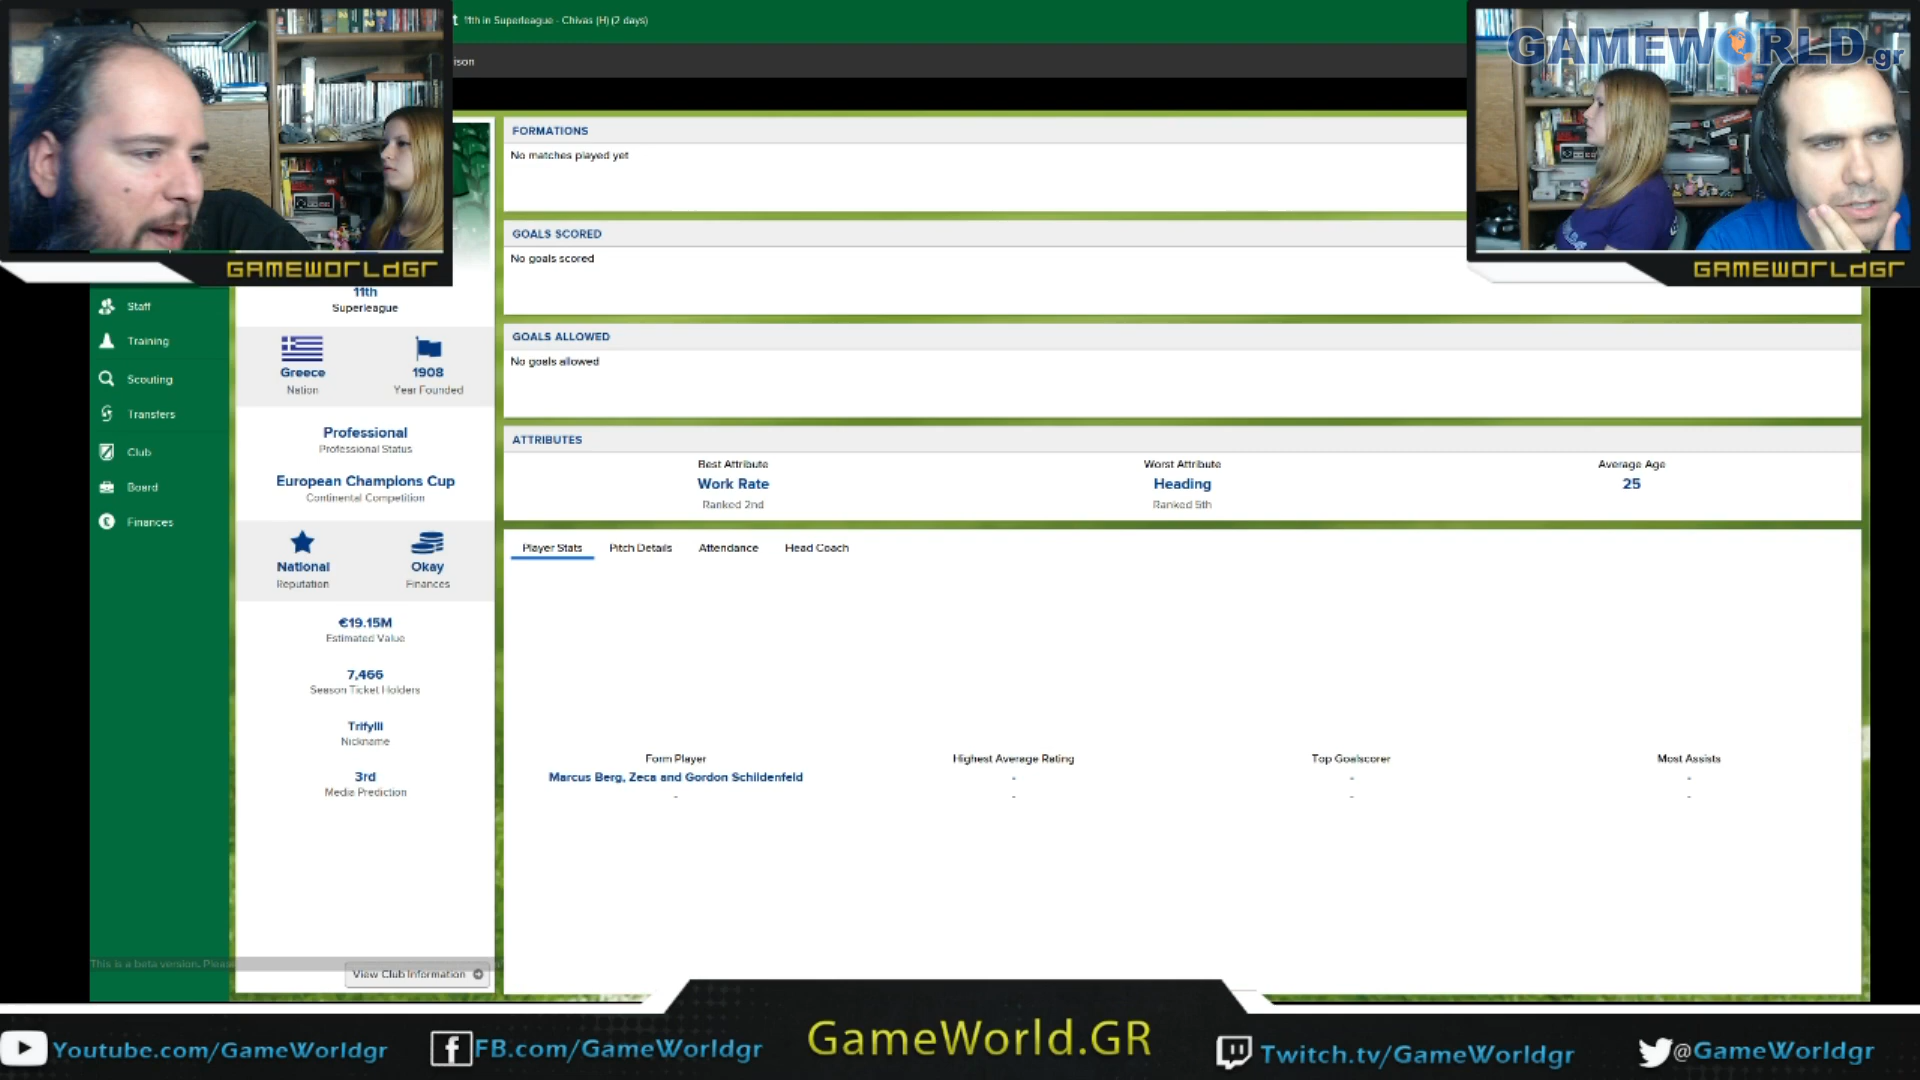 11th in Superleague - Chivas (H) (2 days)
GAMEWORLD.gr
FORMATIONS
No matches played yet
GOALS SCORED
No goals scored
GAMEWORLdGR
GAMEWORLdGR
11th
Superleague
Staff
Training
Scouting
Transfers
Club
Board
Finances
Greece
Nation
1908
Year Founded
Professional
Professional Status
European Champions Cup
Continental Competition
National
Reputation
Okay
Finances
€19.15M
Estimated Value
7,466
Season Ticket Holders
Trifylli
Nickname
3rd
Media Prediction
View Club Information
GOALS ALLOWED
No goals allowed
ATTRIBUTES
Best Attribute
Work Rate
Ranked 2nd
Worst Attribute
Heading
Ranked 5th
Average Age
25
Player Stats
Pitch Details
Attendance
Head Coach
Form Player
Marcus Berg, Zeca and Gordon Schildenfeld
-
Highest Average Rating
-
-
Top Goalscorer
-
-
Most Assists
-
-
This is a beta version. Please
Youtube.com/GameWorldgr
FB.com/GameWorldgr
GameWorld.GR
Twitch.tv/GameWorldgr
@GameWorldgr